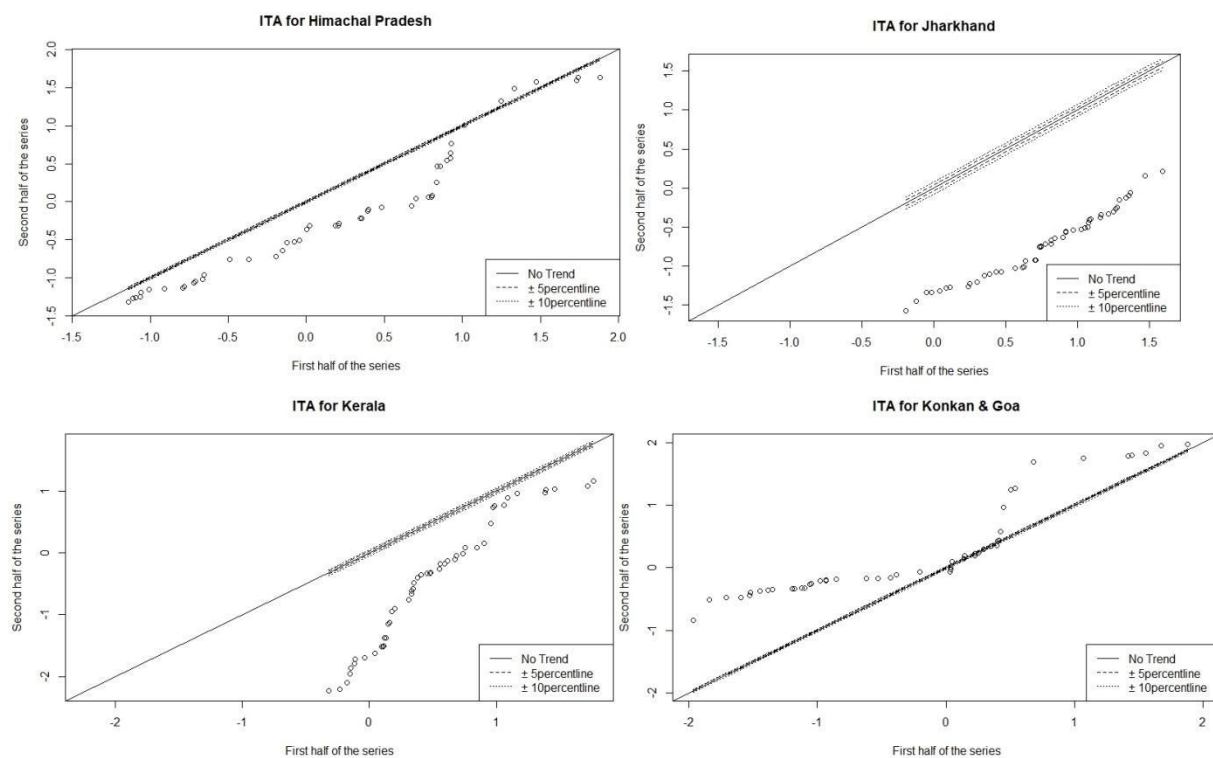 ITA for Himachal Pradesh
Second half of the series
2.0
1.5
1.0
0.5
0.0
-0.5
-1.0
-1.5
No Trend
± 5percentline
± 10percentline
-1.5 -1.0 -0.5 0.0 0.5 1.0 1.5 2.0
First half of the series
ITA for Jharkhand
Second half of the series
1.5
1.0
0.5
0.0
-0.5
-1.0
-1.5
No Trend
± 5percentline
± 10percentline
-1.5 -1.0 -0.5 0.0 0.5 1.0 1.5
First half of the series
ITA for Kerala
Second half of the series
1
0
-1
-2
No Trend
± 5percentline
± 10percentline
-2 -1 0 1
First half of the series
ITA for Konkan & Goa
Second half of the series
2
1
0
-1
-2
No Trend
± 5percentline
± 10percentline
-2 -1 0 1 2
First half of the series